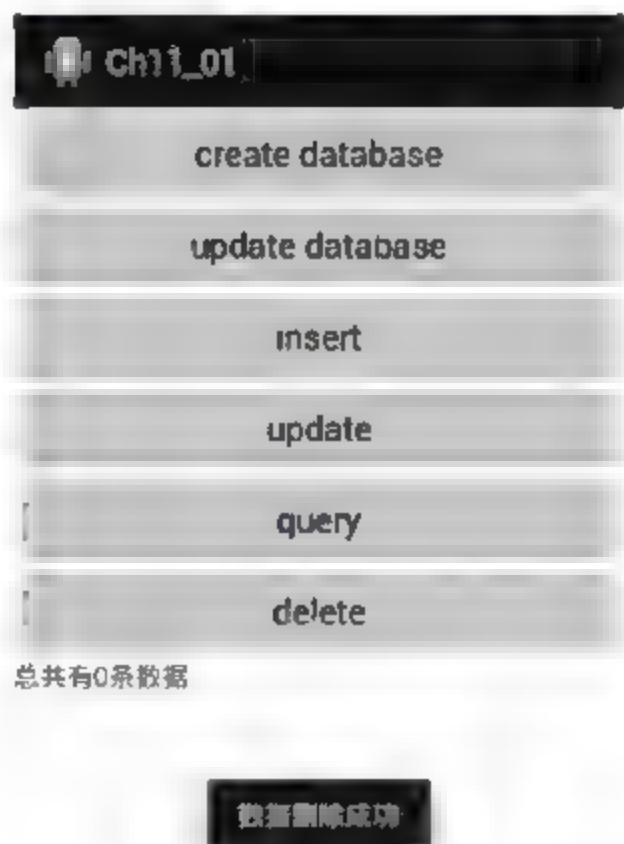 Ch11_01
create database
update database
insert
update
query
delete
总共有0条数据
数据删除成功